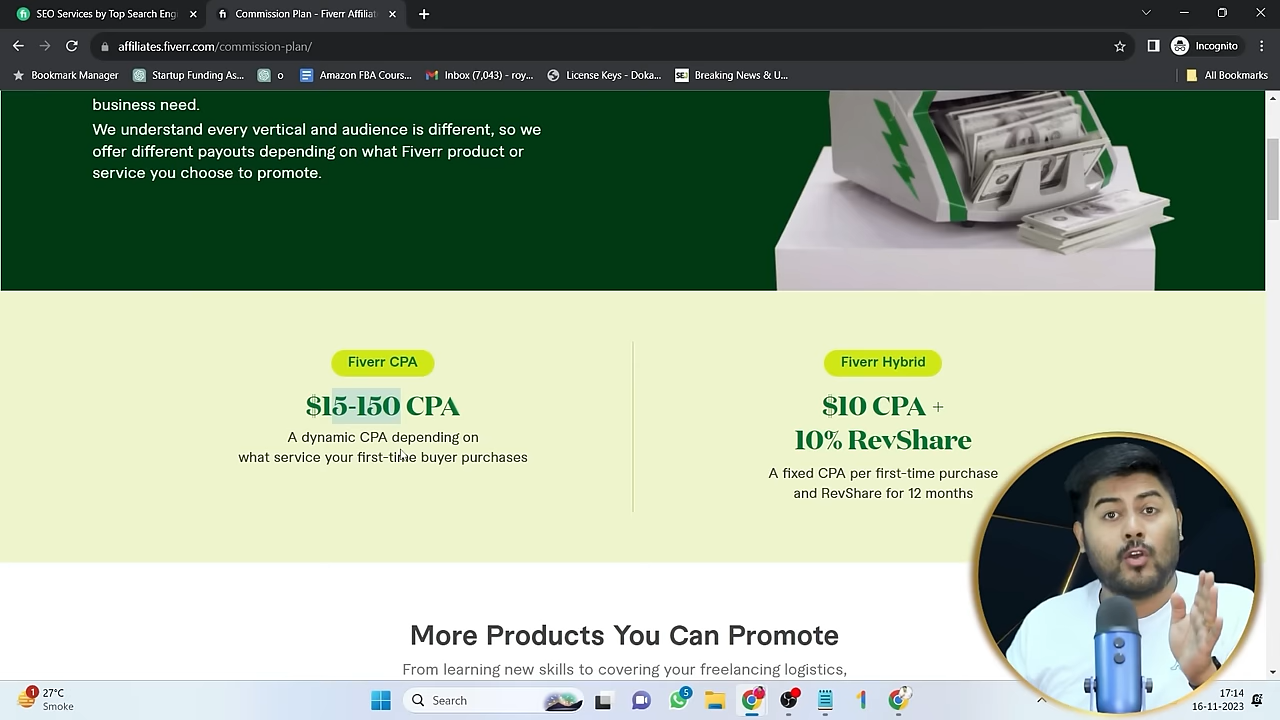 SEO Services by Top Search Eng
Commission Plan - Fiverr Affiliat
affiliates.fiverr.com/commission-plan/
Incognito
Bookmark Manager
Startup Funding As...
o
Amazon FBA Cours...
Inbox (7,043) - roy...
License Keys - Doka...
Breaking News & U...
All Bookmarks
business need.
We understand every vertical and audience is different, so we
offer different payouts depending on what Fiverr product or
service you choose to promote.
Fiverr CPA
$15-150 CPA
A dynamic CPA depending on
what service your first-time buyer purchases
Fiverr Hybrid
$10 CPA +
10% RevShare
A fixed CPA per first-time purchase
and RevShare for 12 months
More Products You Can Promote
From learning new skills to covering your freelancing logistics,
1
27°C
Smoke
Search
5
17:14
16-11-2023